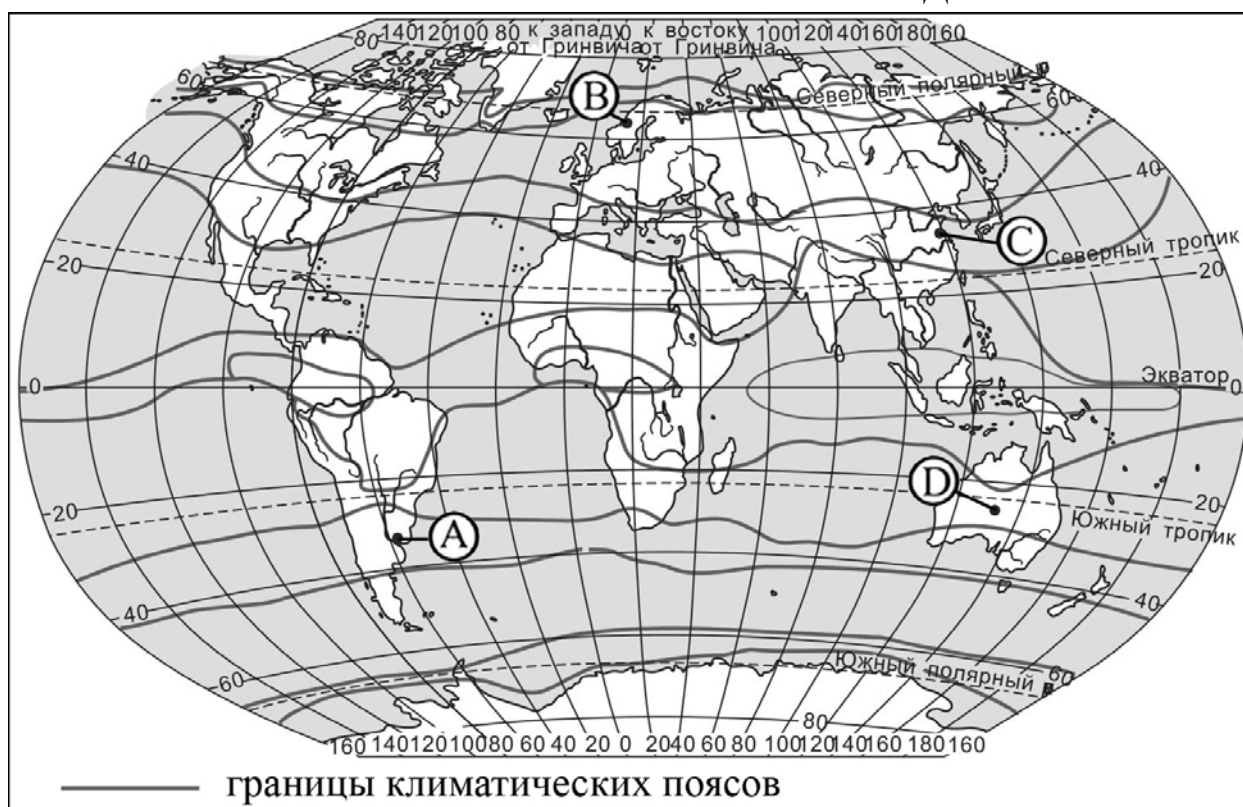 140 120 100 80 к западу 0 к востоку 100 120 140 160 180 160
80 от Гринвича от Гринвича
60 Северный полярный
60
B
40 40
C
Северный тропик
20 20
Экватор
0 0
D
20 20
Южный тропик
A
40 40
60 Южный полярный 60
80
160 140 120 100 80 60 40 20 0 20 40 60 80 100 120 140 160
границы климатических поясов